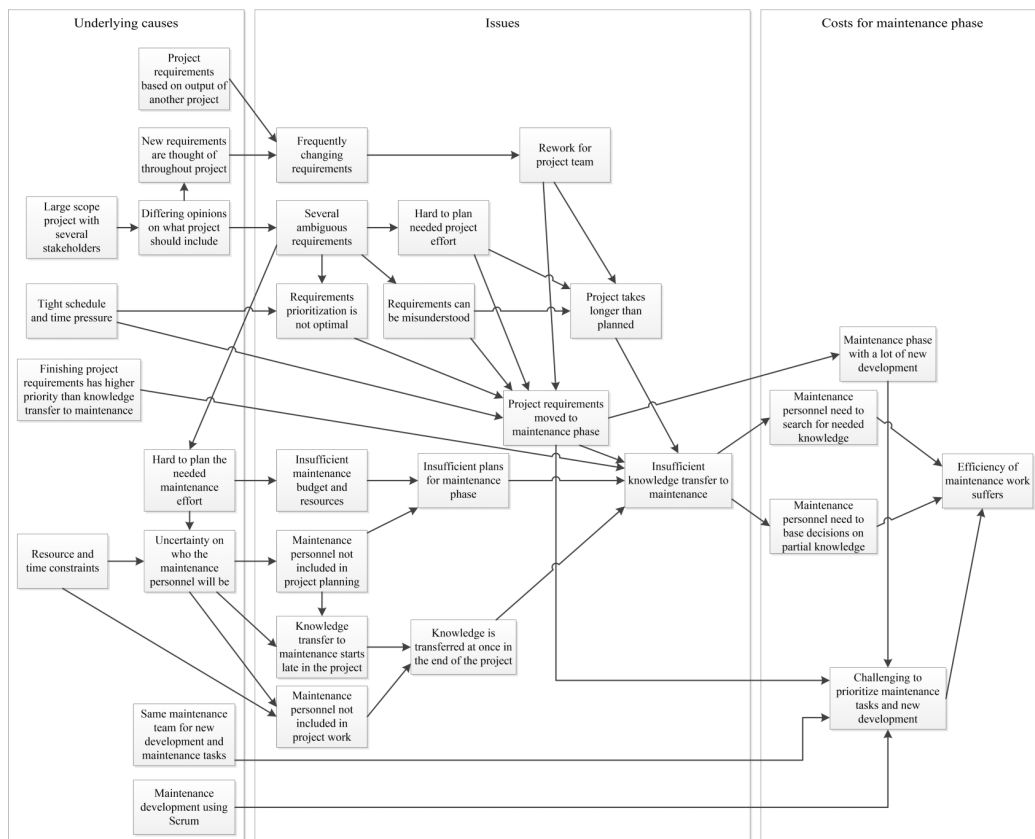 Underlying causes
Issues
Costs for maintenance phase
Project
requirements
based on output of
another project
New requirements
are thought of
throughout project
Frequently
changing
requirements
Rework for
project team
Large scope
project with
several
stakeholders
Differing opinions
on what project
should include
Several
ambiguous
requirements
Hard to plan
needed project
effort
Tight schedule
and time pressure
Requirements
prioritization is
not optimal
Requirements can
be misunderstood
Project takes
longer than
planned
Maintenance phase
with a lot of new
development
Finishing project
requirements has higher
priority than knowledge
transfer to maintenance
Project requirements
moved to
maintenance phase
Maintenance
personnel need to
search for needed
knowledge
Hard to plan the
needed
maintenance
effort
Insufficient
maintenance
budget and
resources
Insufficient plans
for maintenance
phase
Insufficient
knowledge transfer to
maintenance
Efficiency of
maintenance work
suffers
Maintenance
personnel need to
base decisions on
partial knowledge
Resource and
time constraints
Uncertainty on
who the
maintenance
personnel will be
Maintenance
personnel not
included in
project planning
Knowledge
transfer to
maintenance starts
late in the project
Knowledge is
transferred at once in
the end of the project
Maintenance
personnel not
included in
project work
Challenging to
prioritize maintenance
tasks and new
development
Same maintenance
team for new
development and
maintenance tasks
Maintenance
development using
Scrum